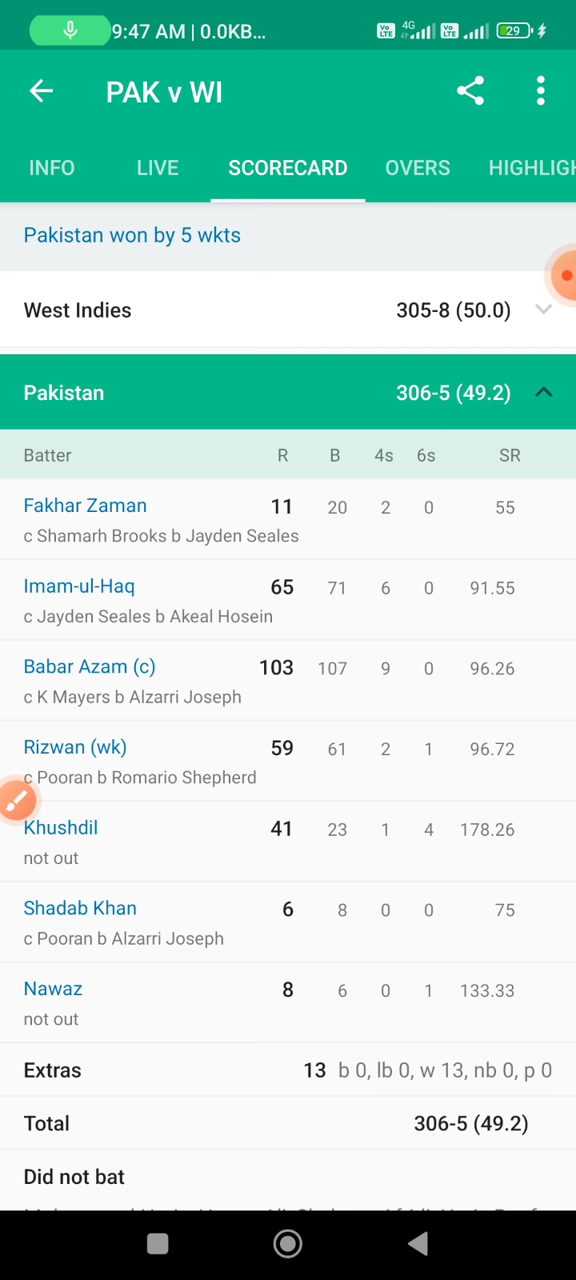 9:47 AM | 0.0KB...
Vo LTE 4G Vo LTE 29
PAK v WI
INFO LIVE SCORECARD OVERS HIGHLIGH
Pakistan won by 5 wkts
West Indies 305-8 (50.0)
Pakistan 306-5 (49.2)
Batter R B 4s 6s SR
Fakhar Zaman 11 20 2 0 55
c Shamarh Brooks b Jayden Seales
Imam-ul-Haq 65 71 6 0 91.55
c Jayden Seales b Akeal Hosein
Babar Azam (c) 103 107 9 0 96.26
c K Mayers b Alzarri Joseph
Rizwan (wk) 59 61 2 1 96.72
c Pooran b Romario Shepherd
Khushdil 41 23 1 4 178.26
not out
Shadab Khan 6 8 0 0 75
c Pooran b Alzarri Joseph
Nawaz 8 6 0 1 133.33
not out
Extras 13 b 0, lb 0, w 13, nb 0, p 0
Total 306-5 (49.2)
Did not bat